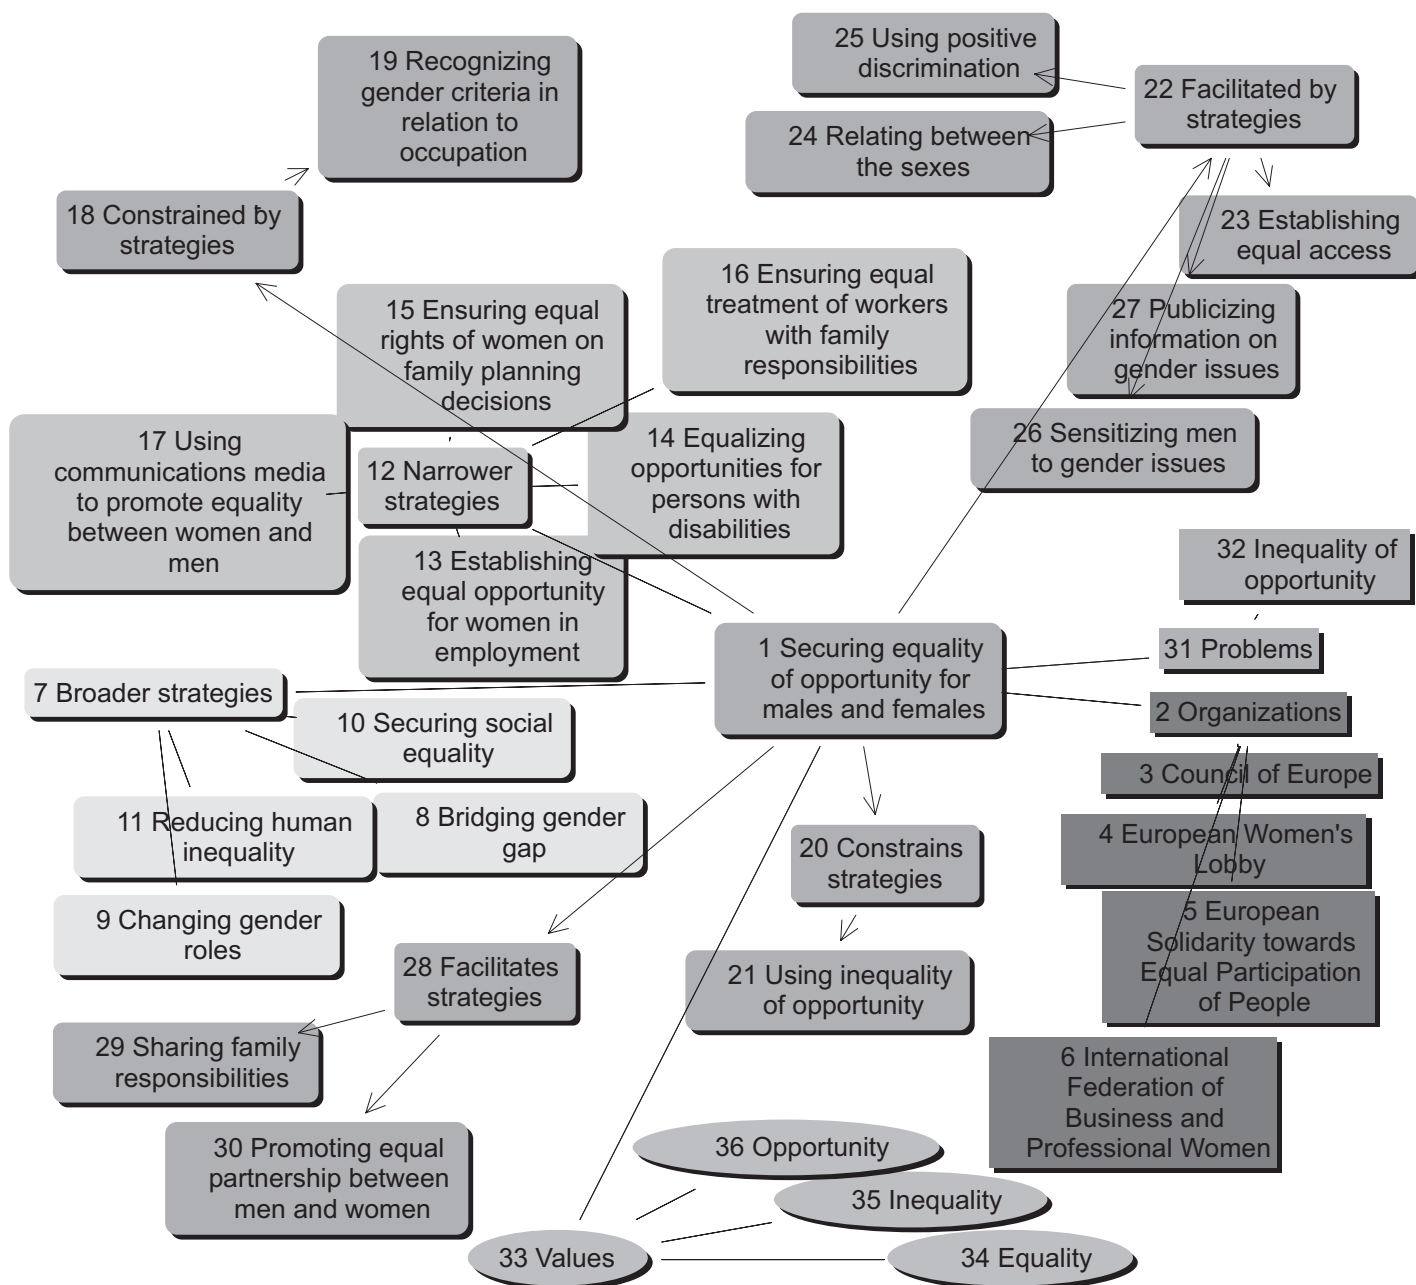 19 Recognizing
gender criteria in
relation to
occupation
25 Using positive
discrimination
22 Facilitated by
strategies
24 Relating between
the sexes
18 Constrained by
strategies
23 Establishing
equal access
16 Ensuring equal
treatment of workers
with family
responsibilities
15 Ensuring equal
rights of women on
family planning
decisions
27 Publicizing
information on
gender issues
17 Using
communications media
to promote equality
between women and
men
12 Narrower
strategies
14 Equalizing
opportunities for
persons with
disabilities
26 Sensitizing men
to gender issues
13 Establishing
equal opportunity
for women in
employment
32 Inequality of
opportunity
1 Securing equality
of opportunity for
males and females
31 Problems
7 Broader strategies
10 Securing social
equality
2 Organizations
3 Council of Europe
11 Reducing human
inequality
8 Bridging gender
gap
20 Constrains
strategies
4 European Women's
Lobby
9 Changing gender
roles
5 European
Solidarity towards
Equal Participation
of People
28 Facilitates
strategies
21 Using inequality
of opportunity
29 Sharing family
responsibilities
6 International
Federation of
Business and
Professional Women
30 Promoting equal
partnership between
men and women
36 Opportunity
35 Inequality
33 Values
34 Equality